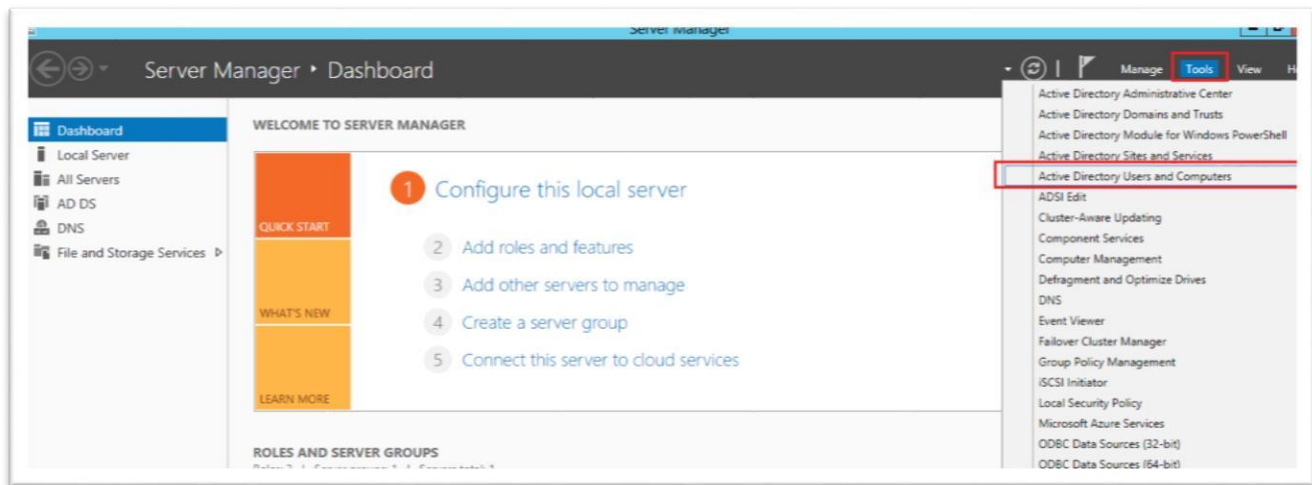 Server Manager
Server Manager • Dashboard
Manage Tools View
Dashboard
Local Server
All Servers
AD DS
DNS
File and Storage Services
WELCOME TO SERVER MANAGER
QUICK START
WHAT'S NEW
LEARN MORE
1 Configure this local server
2 Add roles and features
3 Add other servers to manage
4 Create a server group
5 Connect this server to cloud services
ROLES AND SERVER GROUPS
Active Directory Administrative Center
Active Directory Domains and Trusts
Active Directory Module for Windows PowerShell
Active Directory Sites and Services
Active Directory Users and Computers
ADSI Edit
Cluster-Aware Updating
Component Services
Computer Management
Defragment and Optimize Drives
DNS
Event Viewer
Failover Cluster Manager
Group Policy Management
iSCSI Initiator
Local Security Policy
Microsoft Azure Services
ODBC Data Sources (32-bit)
ODBC Data Sources (64-bit)